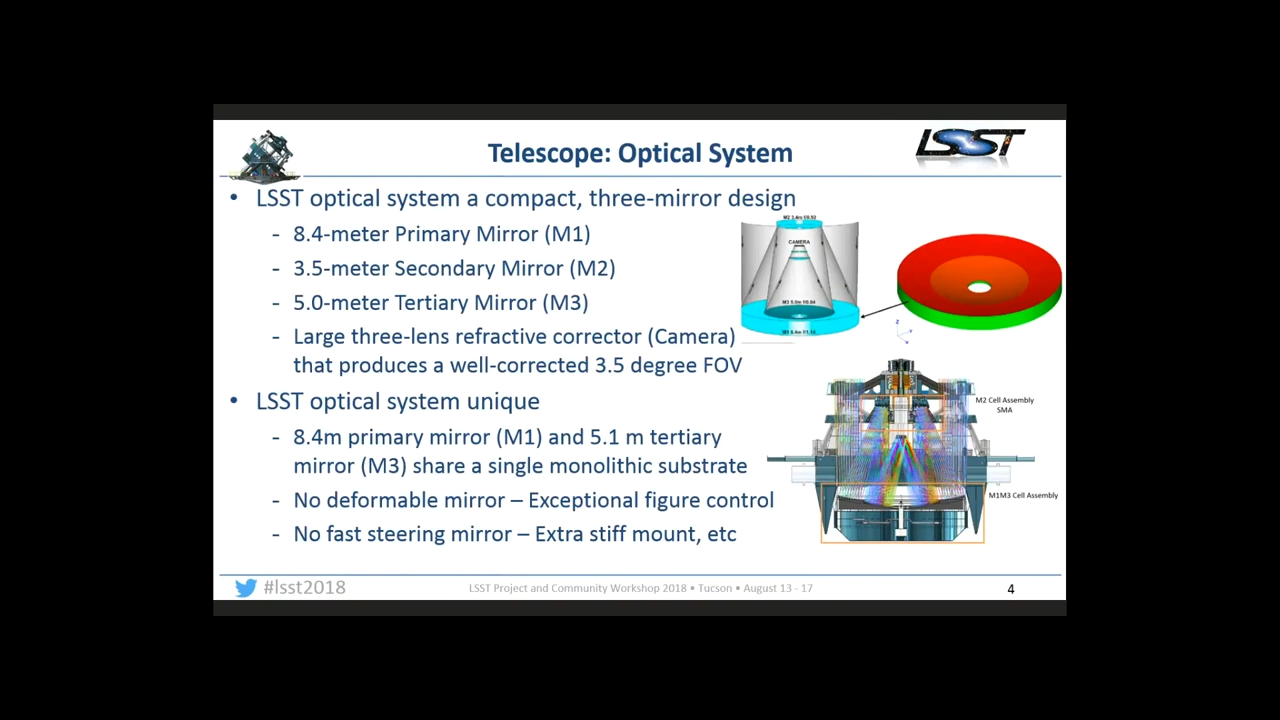 Telescope: Optical System
LSST
• LSST optical system a compact, three-mirror design
- 8.4-meter Primary Mirror (M1)
- 3.5-meter Secondary Mirror (M2)
- 5.0-meter Tertiary Mirror (M3)
- Large three-lens refractive corrector (Camera)
that produces a well-corrected 3.5 degree FOV
• LSST optical system unique
- 8.4m primary mirror (M1) and 5.1 m tertiary
mirror (M3) share a single monolithic substrate
- No deformable mirror – Exceptional figure control
- No fast steering mirror – Extra stiff mount, etc
CAMERA
M2 Cell Assembly
SMA
M1M3 Cell Assembly
#lsst2018
LSST Project and Community Workshop 2018 • Tucson • August 13 - 17
4